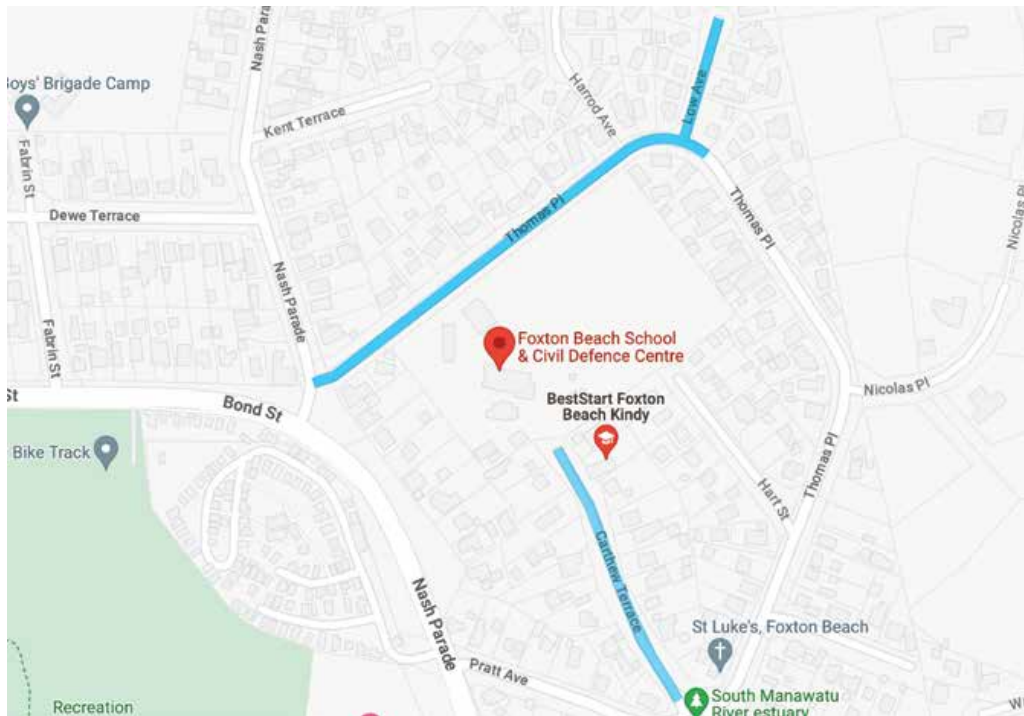 Nash Para
Boys' Brigade Camp
Kent Terrace
Harrod Ave
Low Ave
Fabrin St
Dewe Terrace
Thomas Pl
Thomas Pl
Nicolas Pl
Nash Parade
Fabrin St
Foxton Beach School
& Civil Defence Centre
Nicolas Pl
St
Bond St
BestStart Foxton
Beach Kindy
Bike Track
Thomas Pl
Hart St
Carthew Terrace
Nash Parade
St Luke's, Foxton Beach
Pratt Ave
South Manawatu
River estuary
Recreation
W